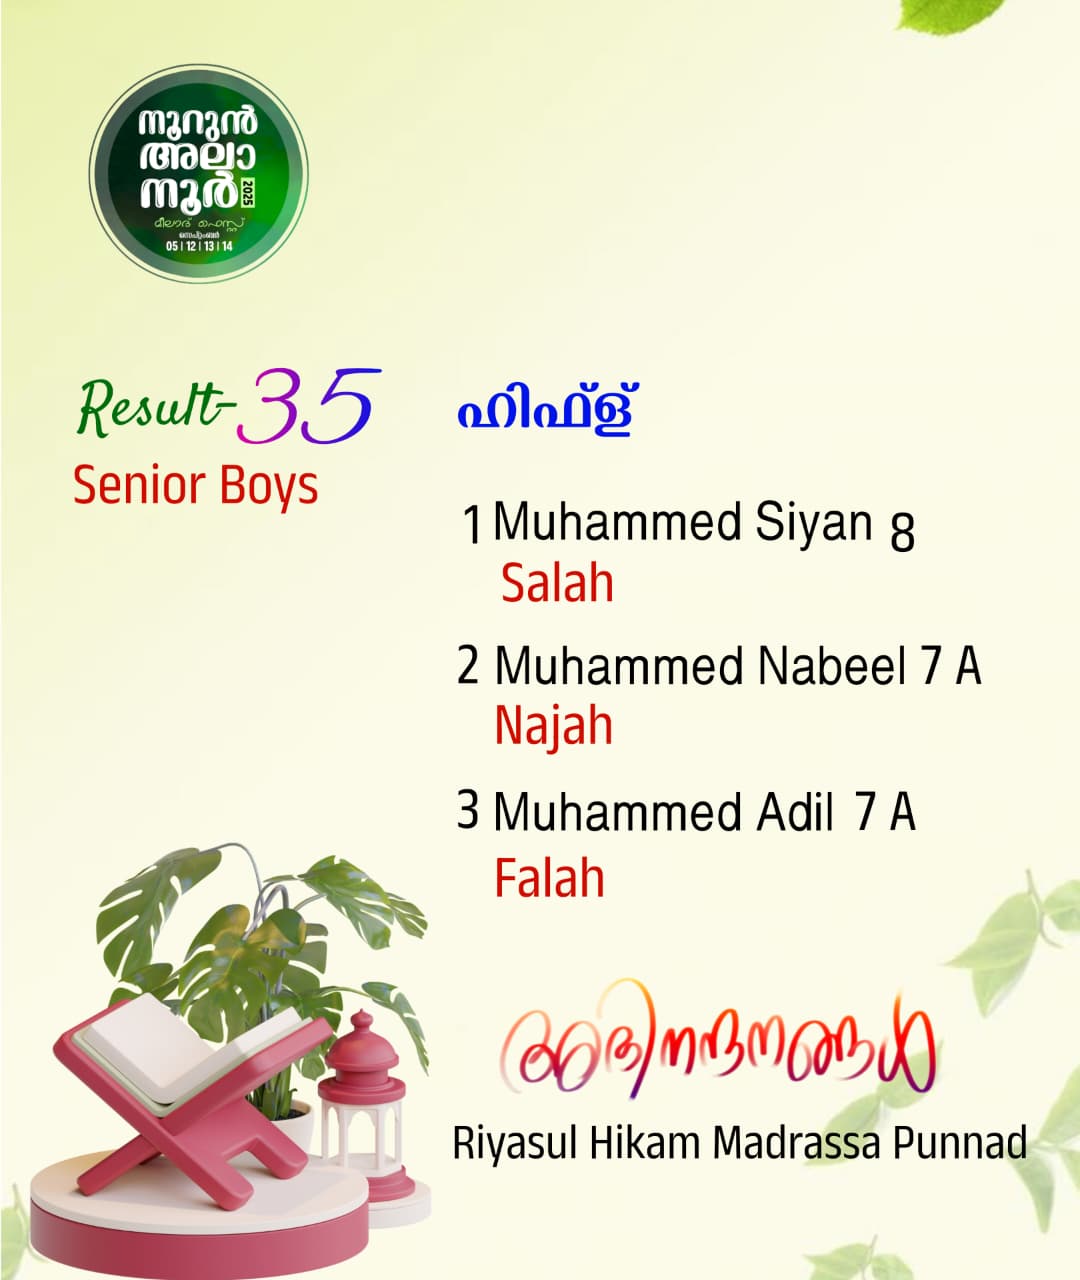 നൂറുൻ
അലാ
നൂർ 2025
മീലാദ് ഫെസ്റ്റ്
സെപ്റ്റംബർ
05 | 12 | 13 | 14
Result-35
ഹിഫ്ള്
Senior Boys
1 Muhammed Siyan 8
Salah
2 Muhammed Nabeel 7 A
Najah
3 Muhammed Adil 7 A
Falah
അഭിനന്ദനങ്ങൾ
Riyasul Hikam Madrassa Punnad